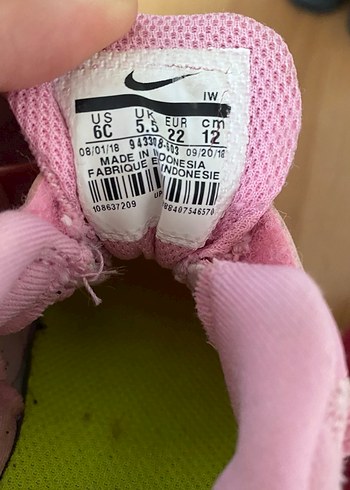 IW
US UK EUR cm
6C 5.5 22 12
08/01/18 09/20/18
MADE IN INDONESIA
FABRIQUE EN INDONESIE
108637209 UP